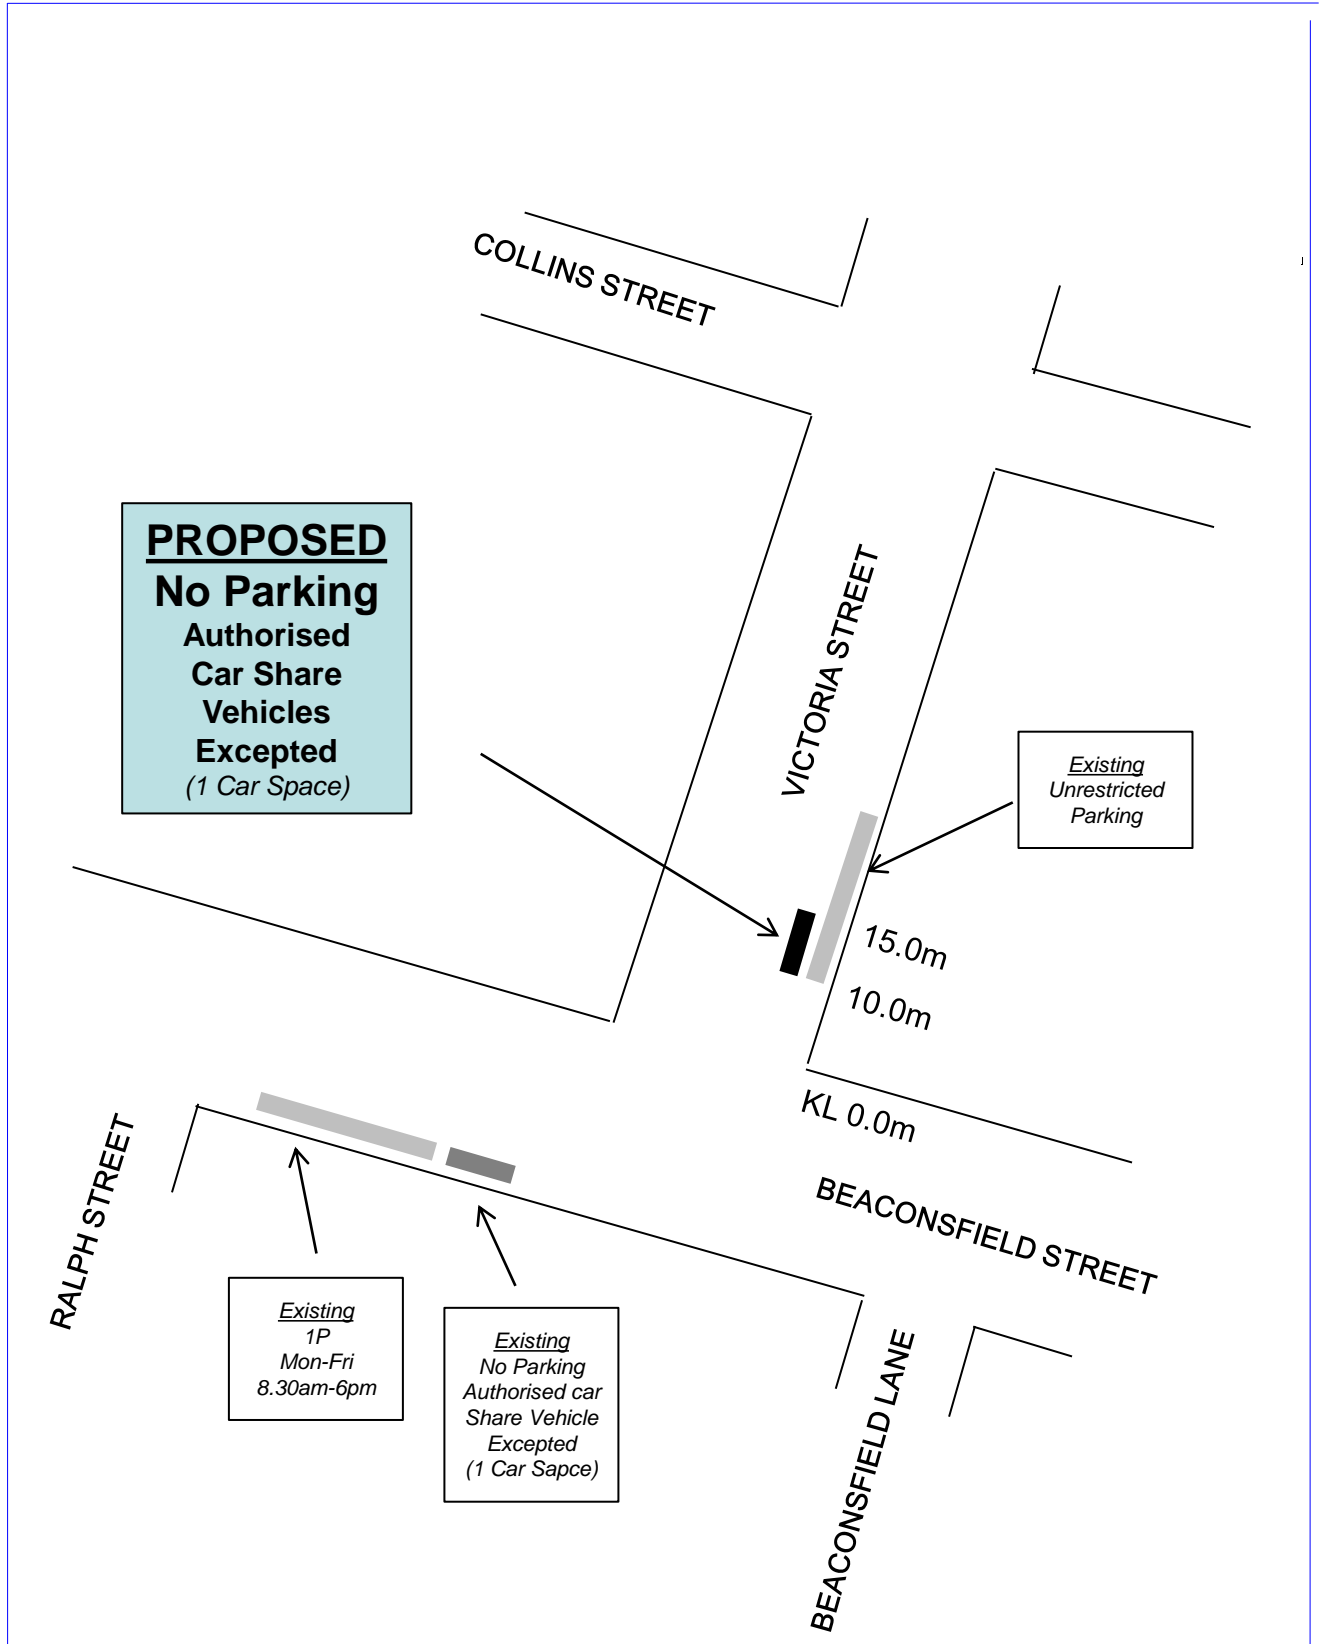 COLLINS STREET
PROPOSED
No Parking
Authorised
Car Share
Vehicles
Excepted
(1 Car Space)
VICTORIA STREET
Existing
Unrestricted
Parking
15.0m
10.0m
KL 0.0m
BEACONSFIELD STREET
RALPH STREET
Existing
1P
Mon-Fri
8.30am-6pm
Existing
No Parking
Authorised car
Share Vehicle
Excepted
(1 Car Sapce)
BEACONSFIELD LANE